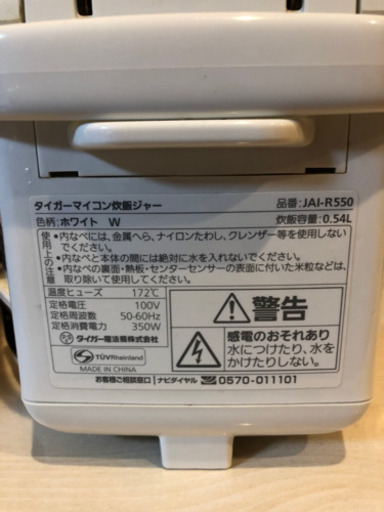 タイガーマイコン炊飯ジャー 品番:JAI-R550
色柄:ホワイト W 炊飯容量:0.54L
使用上の注意
・内なべには、金属へら、ナイロンたわし、クレンザー等を使用しないでください。
・内なべと本体の間には絶対に水を入れないでください。
・内なべの裏面・熱板・センターセンサーの表面に付いた米粒などは、取り除いて使用してください。
温度ヒューズ 172℃
定格電圧 100V
定格周波数 50-60Hz
定格消費電力 350W
タイガー魔法瓶株式会社
TÜVRheinland
MADE IN CHINA
警告
感電のおそれあり
水につけたり、水を
かけたりしない。
お客様ご相談窓口 ナビダイヤル 0570-011101